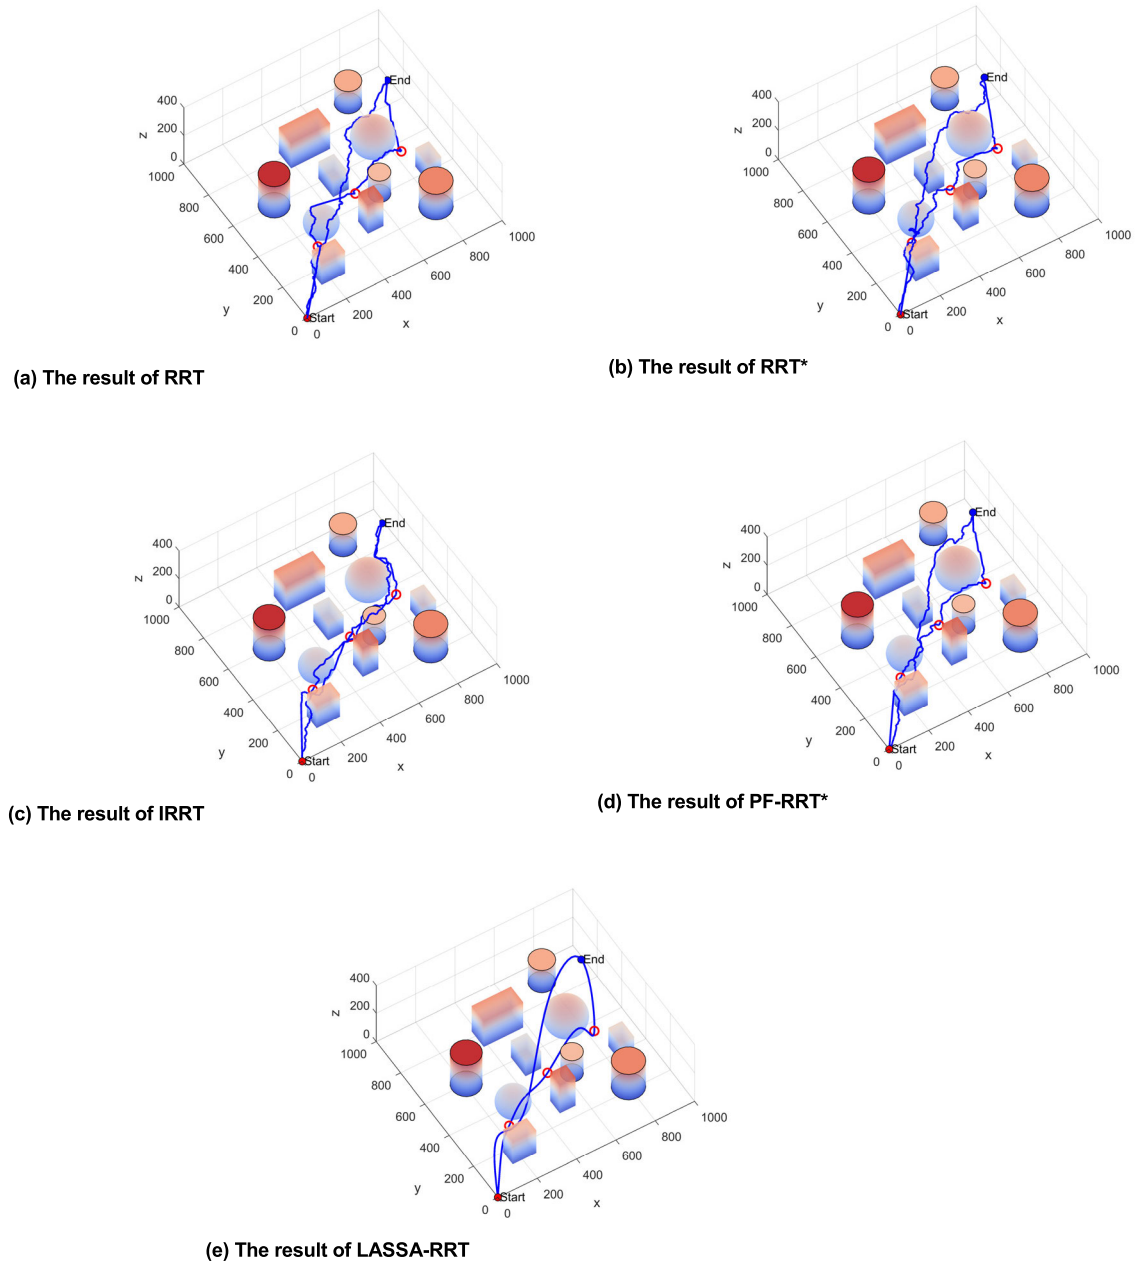 End
400
200
0
z
1000
800
600
400
200
0
y
Start
0
200
400
600
800
1000
x
(a) The result of RRT
End
400
200
0
z
1000
800
600
400
200
0
y
Start
0
200
400
600
800
1000
x
(b) The result of RRT*
End
400
200
0
z
1000
800
600
400
200
0
y
Start
0
200
400
600
800
1000
x
(c) The result of IRRT
End
400
200
0
z
1000
800
600
400
200
0
y
Start
0
200
400
600
800
1000
x
(d) The result of PF-RRT*
End
400
200
0
z
1000
800
600
400
200
0
y
Start
0
200
400
600
800
1000
x
(e) The result of LASSA-RRT